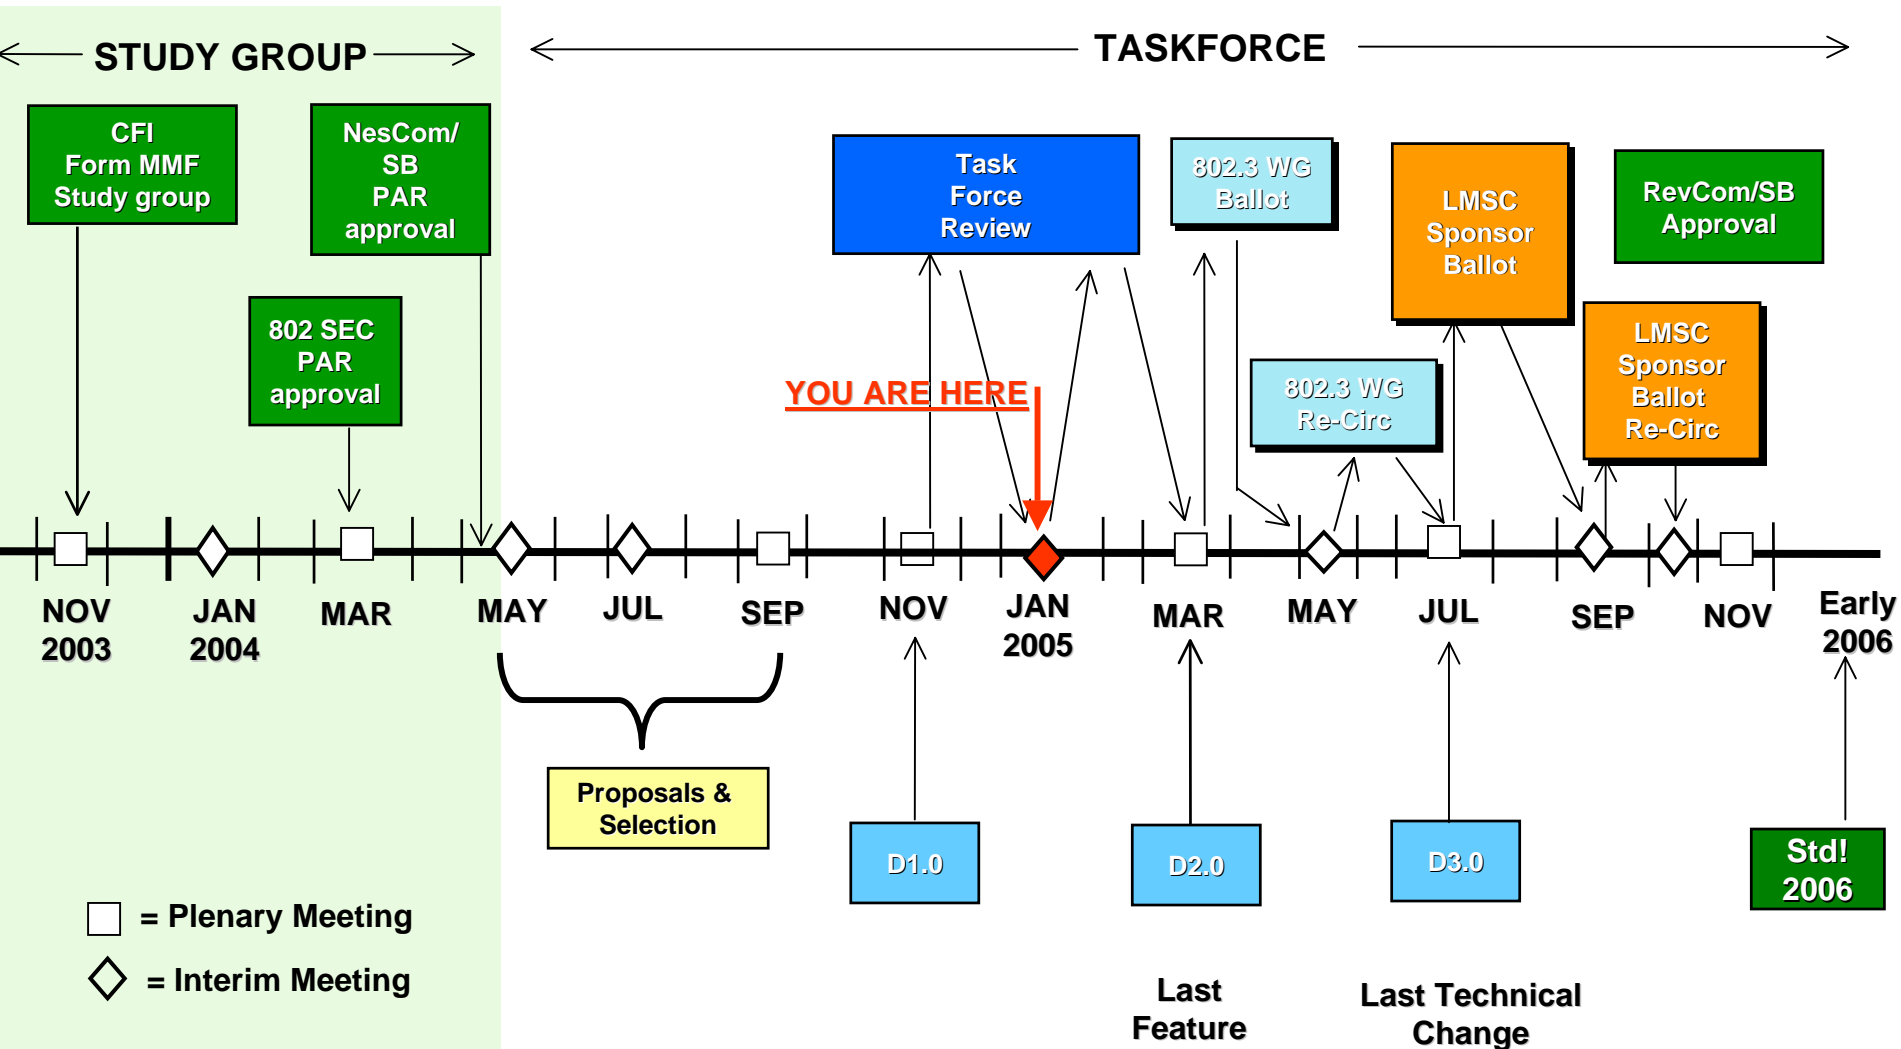 STUDY GROUP
TASKFORCE
CFI
Form MMF
Study group
NesCom/
SB
PAR
approval
802 SEC
PAR
approval
Task
Force
Review
802.3 WG
Ballot
802.3 WG
Re-Circ
LMSC
Sponsor
Ballot
LMSC
Sponsor
Ballot
Re-Circ
RevCom/SB
Approval
YOU ARE HERE
NOV
2003
JAN
2004
MAR
MAY
JUL
SEP
NOV
JAN
2005
MAR
MAY
JUL
SEP
NOV
Early
2006
Proposals &
Selection
D1.0
D2.0
D3.0
Std!
2006
= Plenary Meeting
= Interim Meeting
Last
Feature
Last Technical
Change